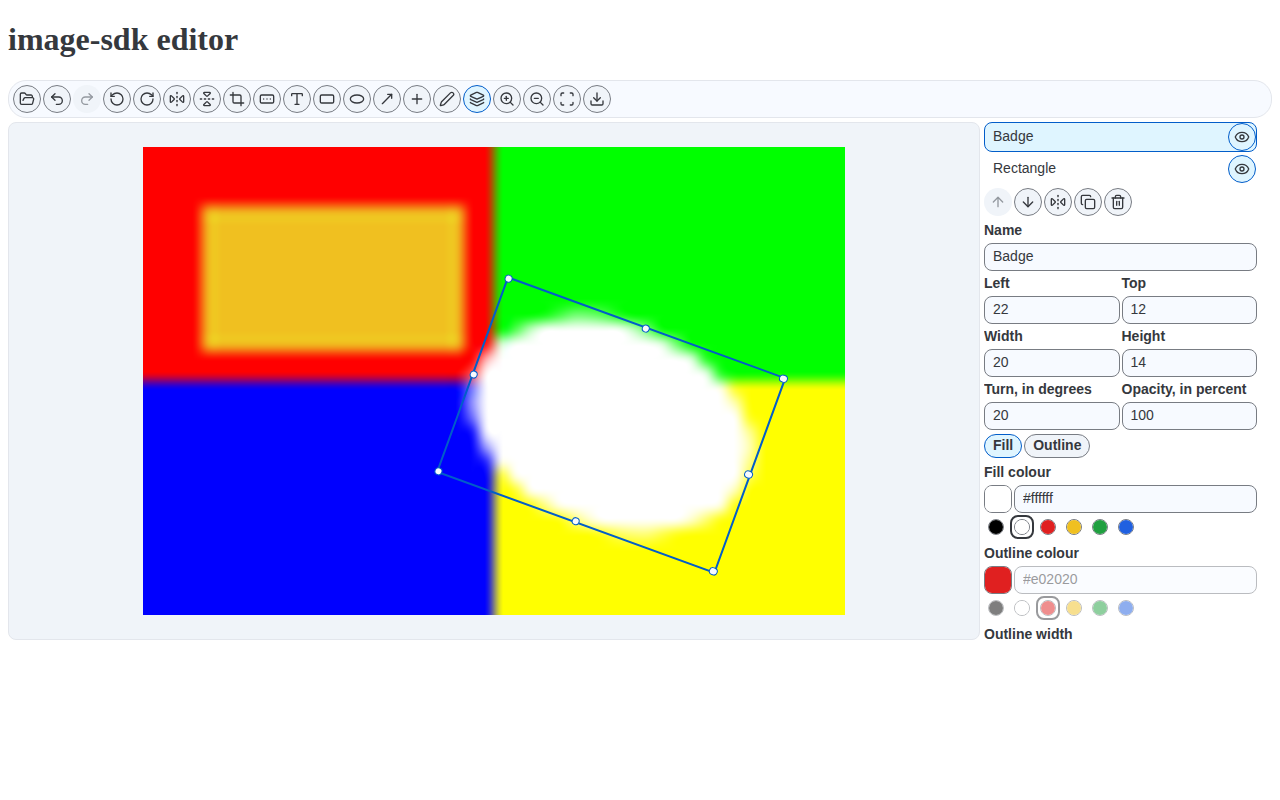 image-sdk editor
Badge
Rectangle
Name
Badge
Left Top
22 12
Width Height
20 14
Turn, in degrees Opacity, in percent
20 100
Fill Outline
Fill colour
#ffffff
Outline colour
#e02020
Outline width